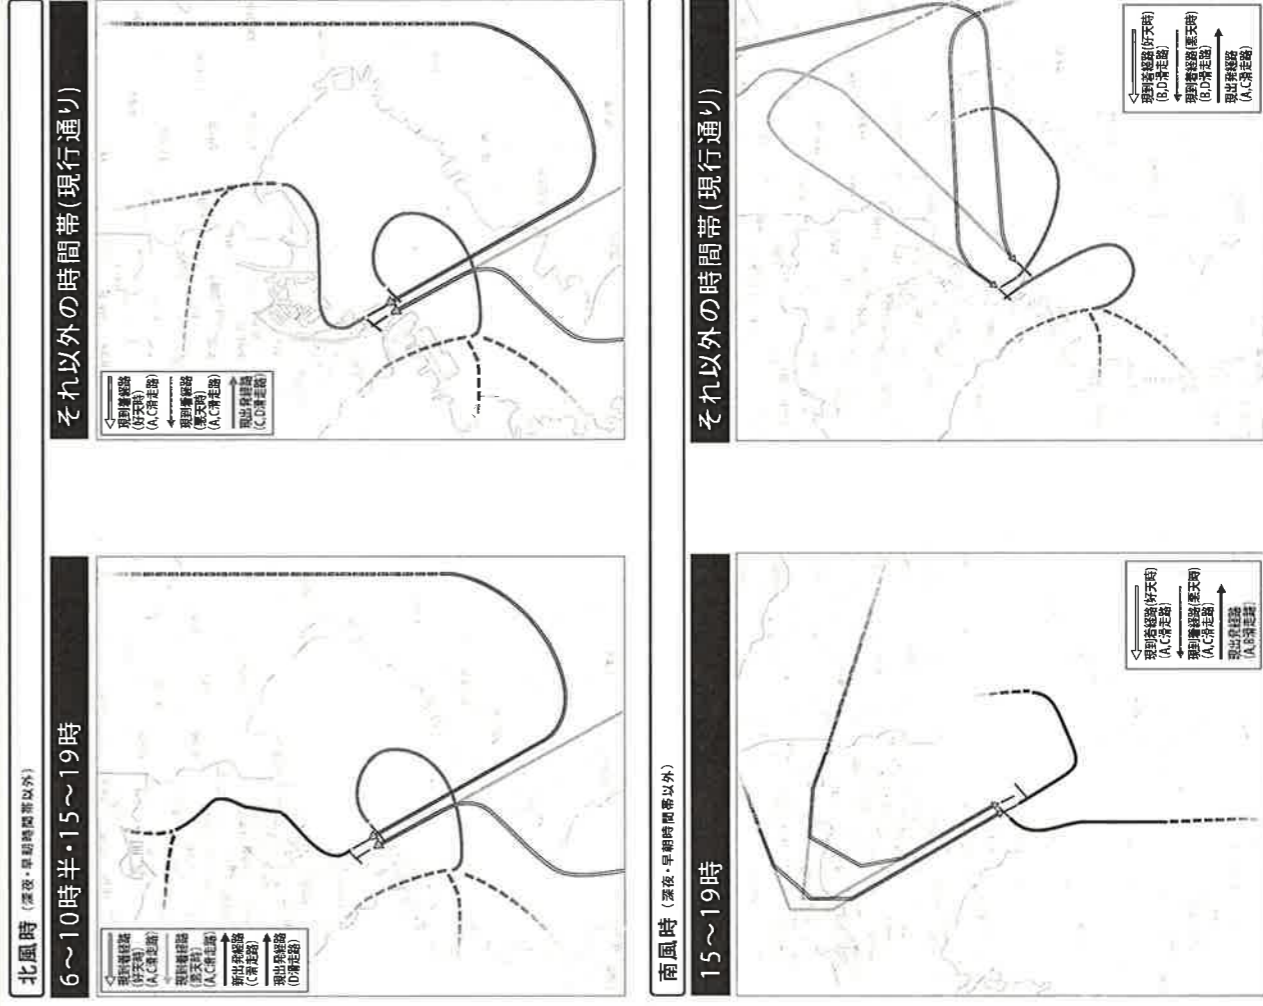 北風時 (深夜・早朝時間帯以外)
6～10時半・15～19時
現到着経路
(好天時)
(A,C滑走路)
現到着経路
(悪天時)
(A,C滑走路)
新出発経路
(C滑走路)
現出発経路
(D滑走路)
それ以外の時間帯(現行通り)
現到着経路
(好天時)
(A,C滑走路)
現到着経路
(悪天時)
(A,C滑走路)
現出発経路
(C,D滑走路)
南風時 (深夜・早朝時間帯以外)
15～19時
現到着経路(好天時)
(A,C滑走路)
現到着経路(悪天時)
(A,C滑走路)
現出発経路
(A,B滑走路)
それ以外の時間帯(現行通り)
現到着経路(好天時)
(B,D滑走路)
現到着経路(悪天時)
(B,D滑走路)
現出発経路
(A,C滑走路)